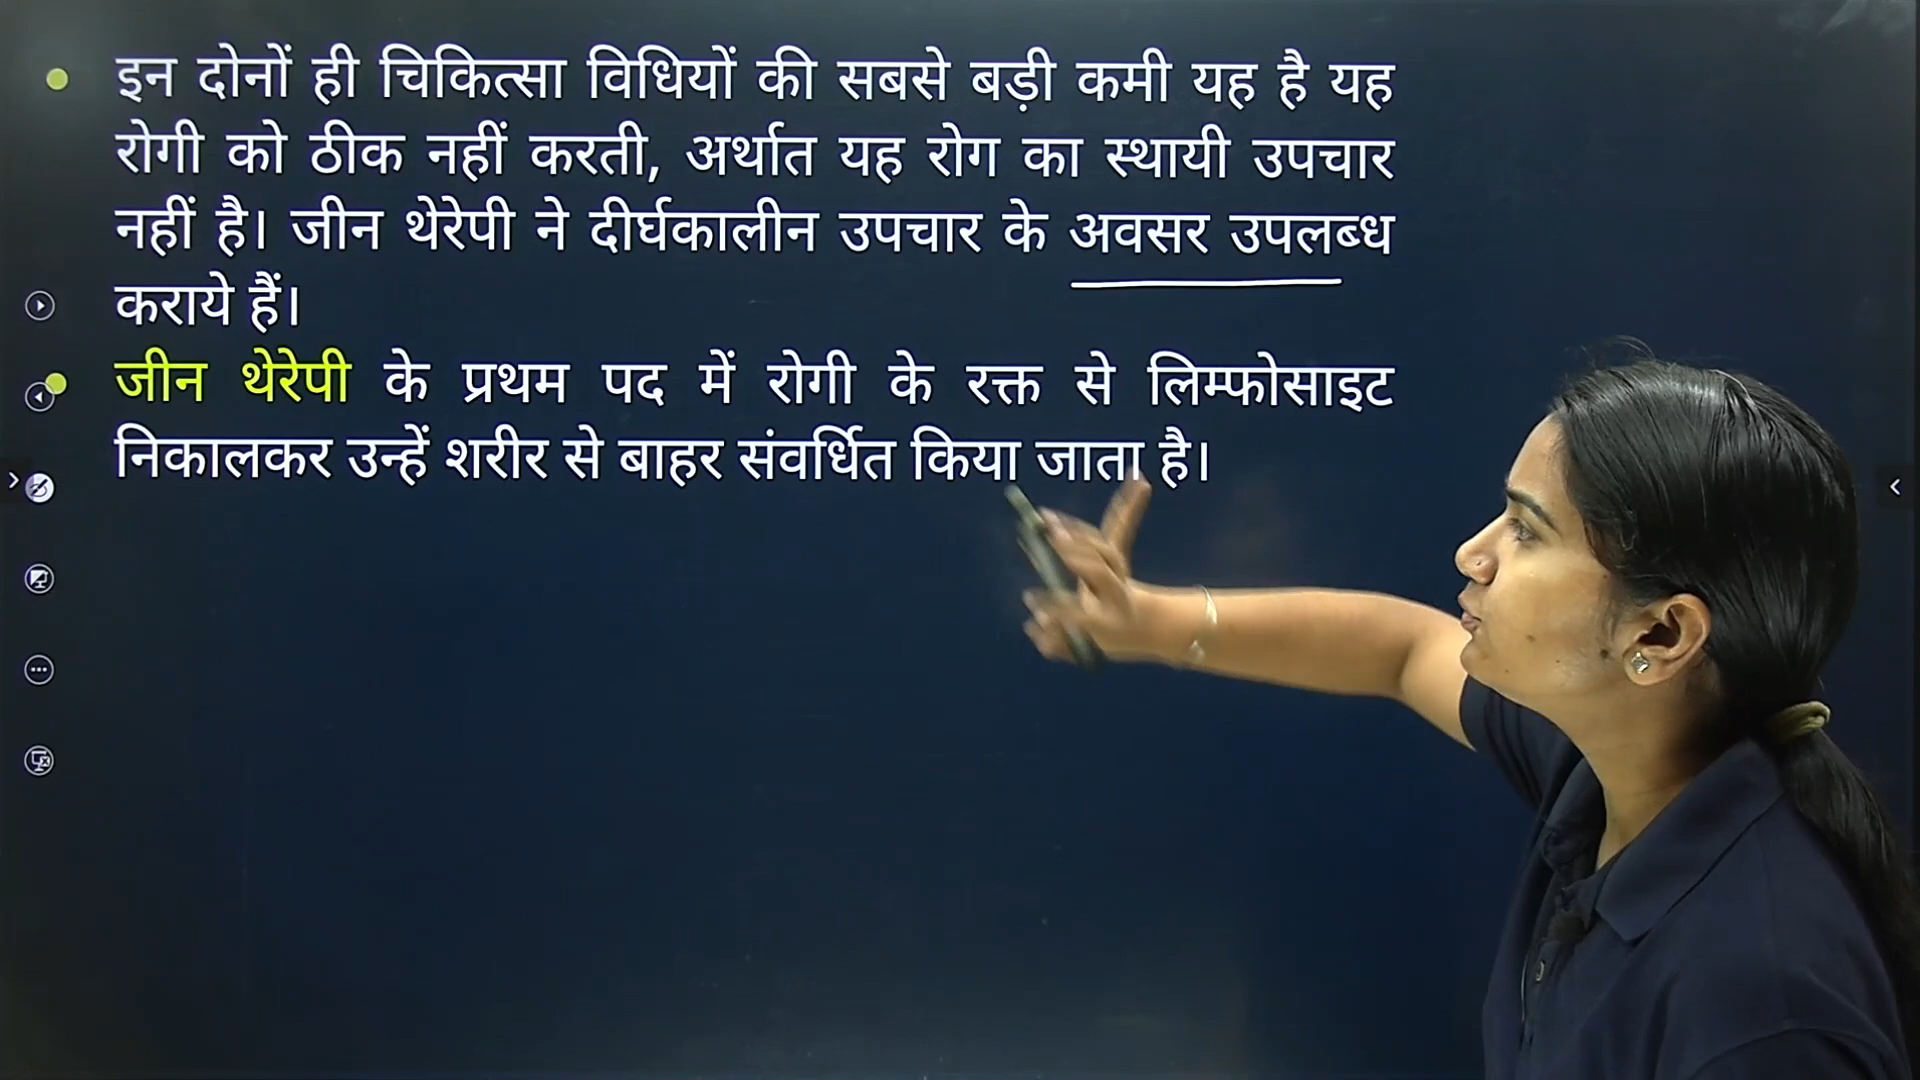 इन दोनों ही चिकित्सा विधियों की सबसे बड़ी कमी यह है यह
रोगी को ठीक नहीं करती, अर्थात यह रोग का स्थायी उपचार
नहीं है। जीन थेरेपी ने दीर्घकालीन उपचार के अवसर उपलब्ध
कराये हैं।
जीन थेरेपी के प्रथम पद में रोगी के रक्त से लिम्फोसाइट
निकालकर उन्हें शरीर से बाहर संवर्धित किया जाता है।